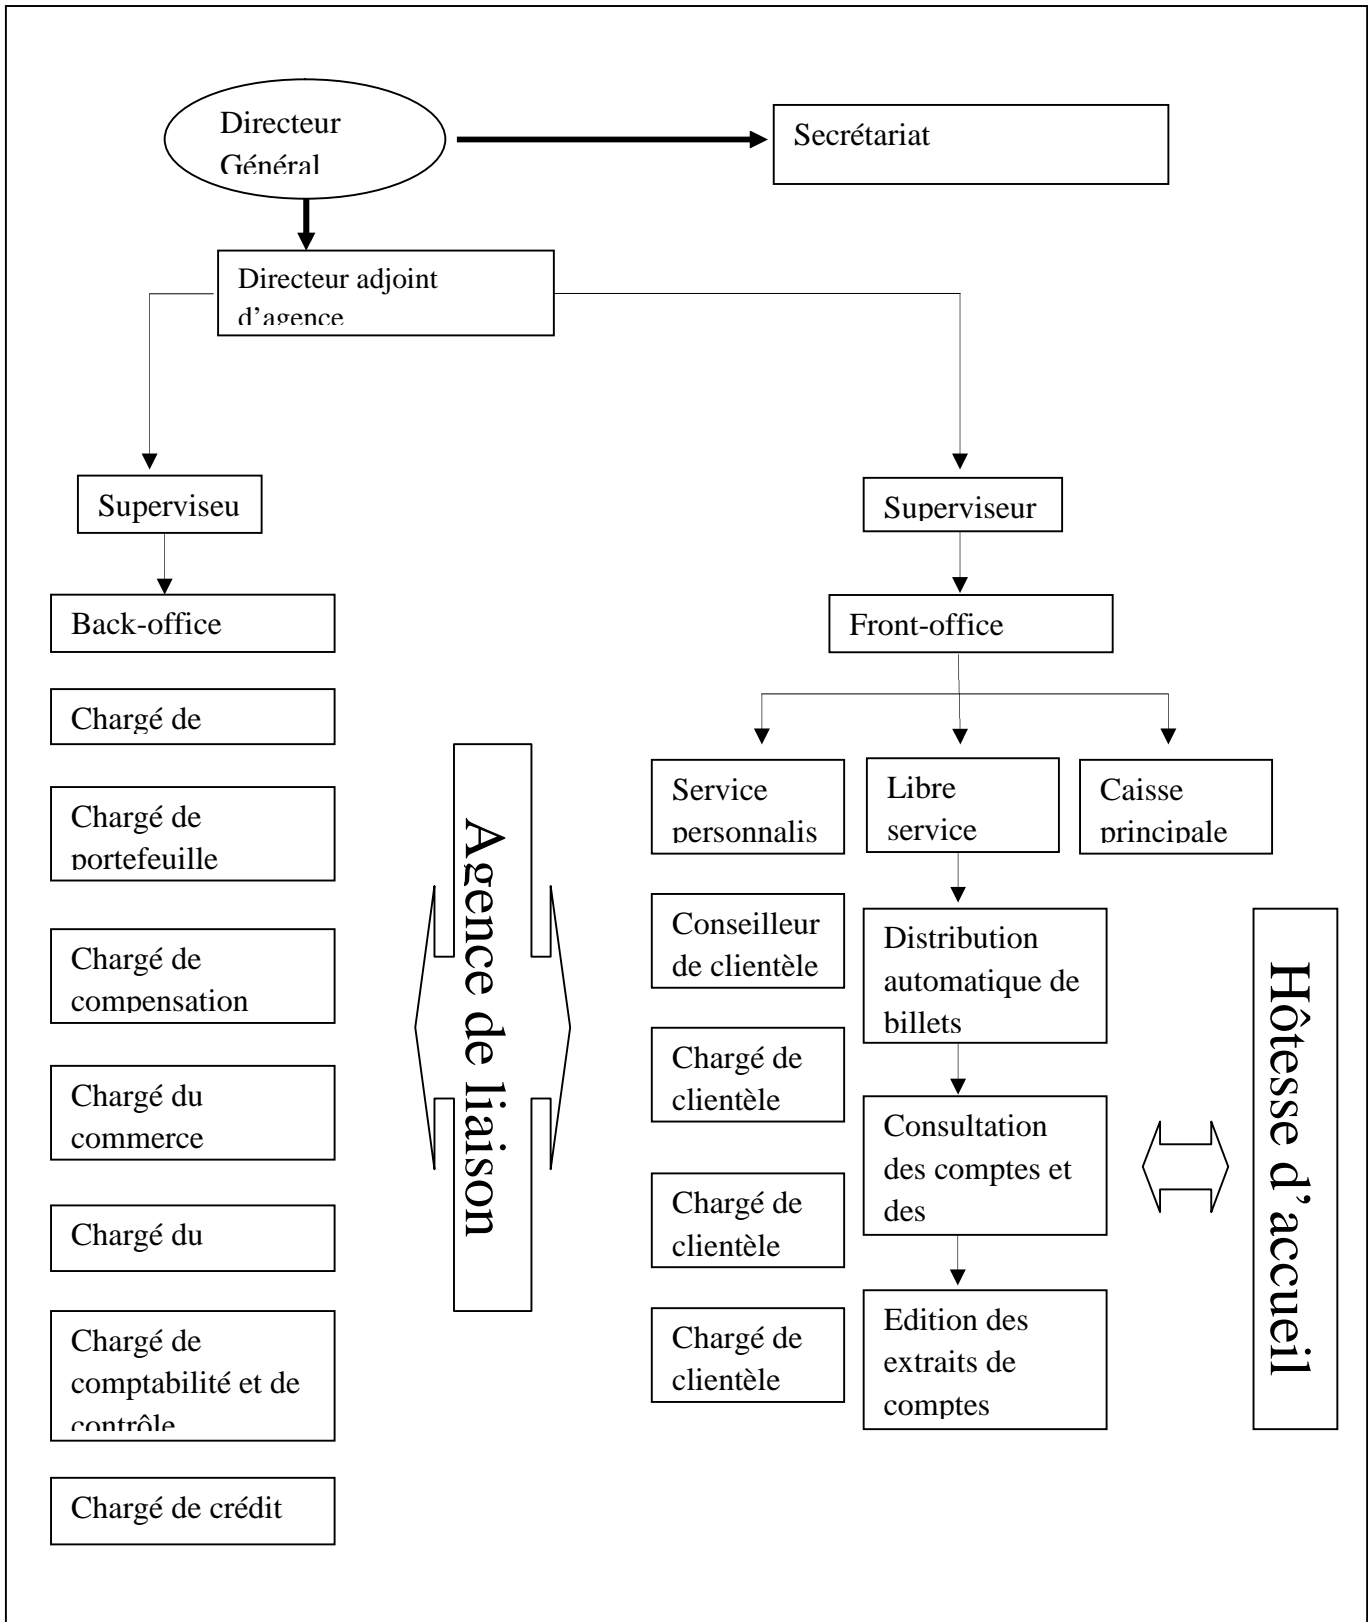 Directeur
Général
Secrétariat
Directeur adjoint
d’agence
Superviseu
Superviseur
Back-office
Front-office
Chargé de
Chargé de
portefeuille
Chargé de
compensation
Chargé du
commerce
Chargé du
Chargé de
comptabilité et de
contrôle
Chargé de crédit
Agence de liaison
Service
personnalis
Libre
service
Caisse
principale
Conseilleur
de clientèle
Chargé de
clientèle
Chargé de
clientèle
Chargé de
clientèle
Distribution
automatique de
billets
Consultation
des comptes et
des
Edition des
extraits de
comptes
Hôtesse d’accueil